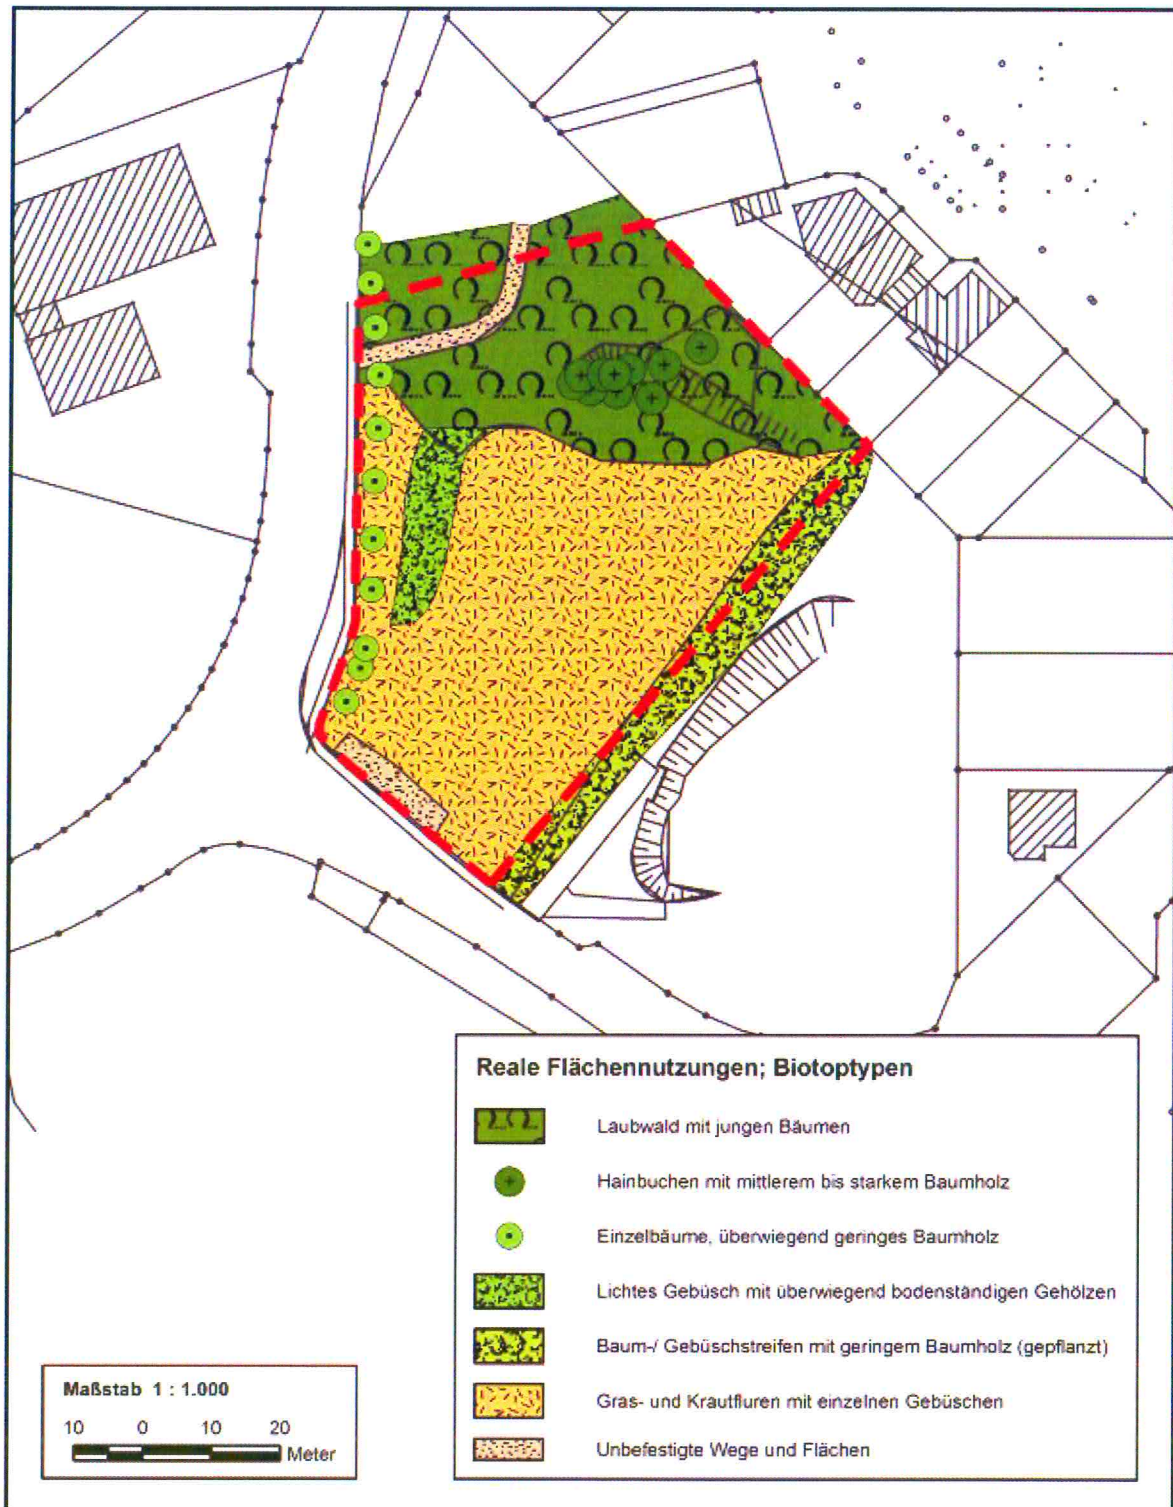 Reale Flächennutzungen; Biotoptypen
Laubwald mit jungen Bäumen
Hainbuchen mit mittlerem bis starkem Baumholz
Einzelbäume, überwiegend geringes Baumholz
Lichtes Gebüsch mit überwiegend bodenständigen Gehölzen
Baum-/ Gebüschstreifen mit geringem Baumholz (gepflanzt)
Gras- und Krautfluren mit einzelnen Gebüschen
Unbefestigte Wege und Flächen
Maßstab 1 : 1.000
10 0 10 20
Meter